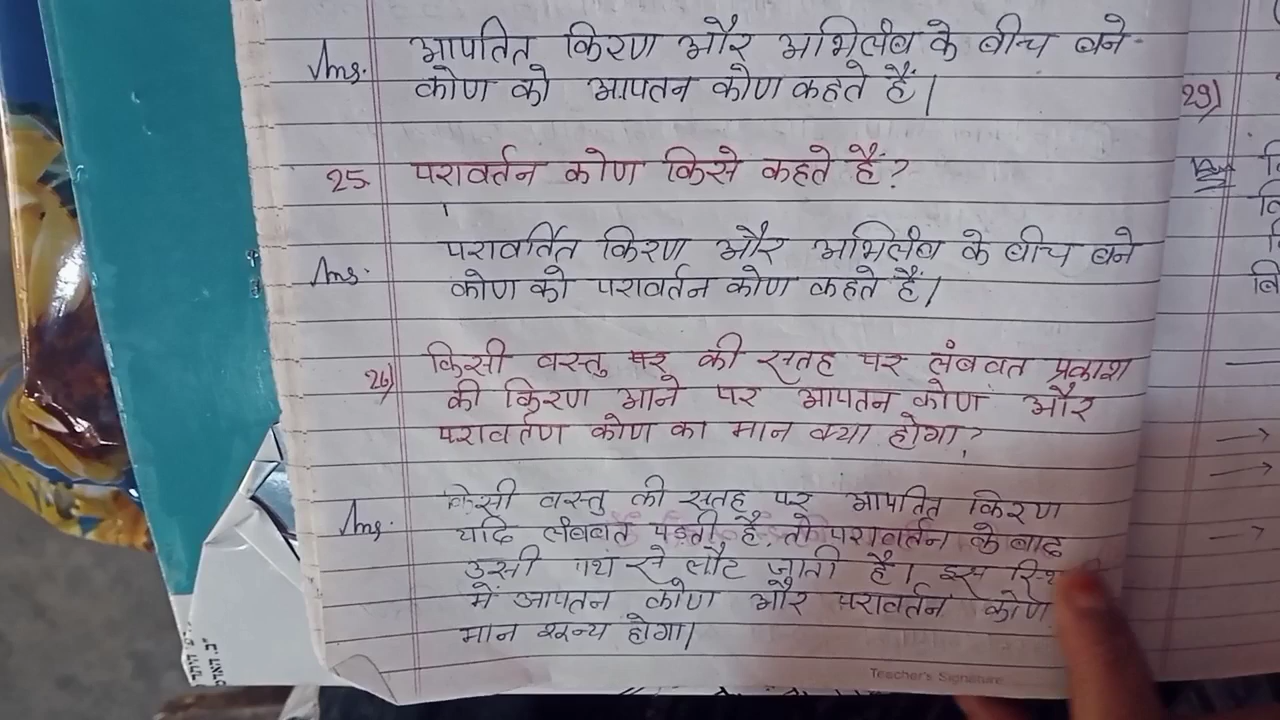 Ans. आपतित किरण और अभिलंब के बीच बने
कोण को आपतन कोण कहते हैं।
29)
25. परावर्तन कोण किसे कहते हैं?
Ans. परावर्तित किरण और अभिलंब के बीच बने
कोण को परावर्तन कोण कहते हैं।
26) किसी वस्तु पर की सतह पर लंबवत प्रकाश
की किरण आने पर आपतन कोण और
परावर्तण कोण का मान क्या होगा?
Ans. किसी वस्तु की सतह पर आपतित किरण
यदि लंबवत पड़ती है, तो परावर्तन के बाद
उसी पथ से लौट जाती है। इस
में आपतन कोण और परावर्तन कोण
मान शून्य होगा।
Teacher's Signature